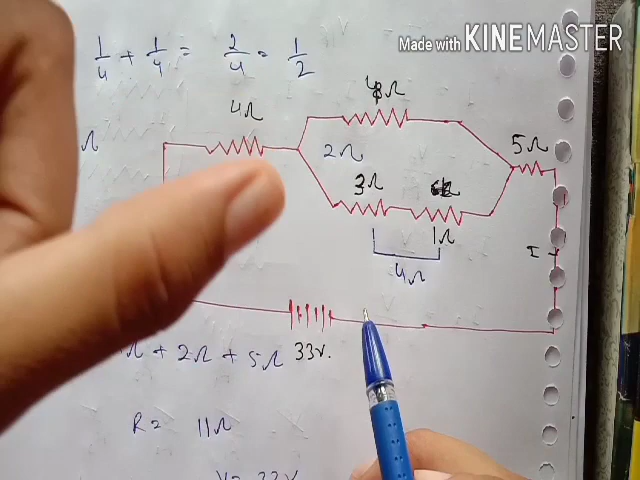 Made with KINEMASTER
1/4 + 1/4 = 2/4 = 1/2
4Ω
4Ω
Ω
2Ω
5Ω
3Ω
1Ω
I
4Ω
+ 2Ω + 5Ω 33v.
R = 11Ω